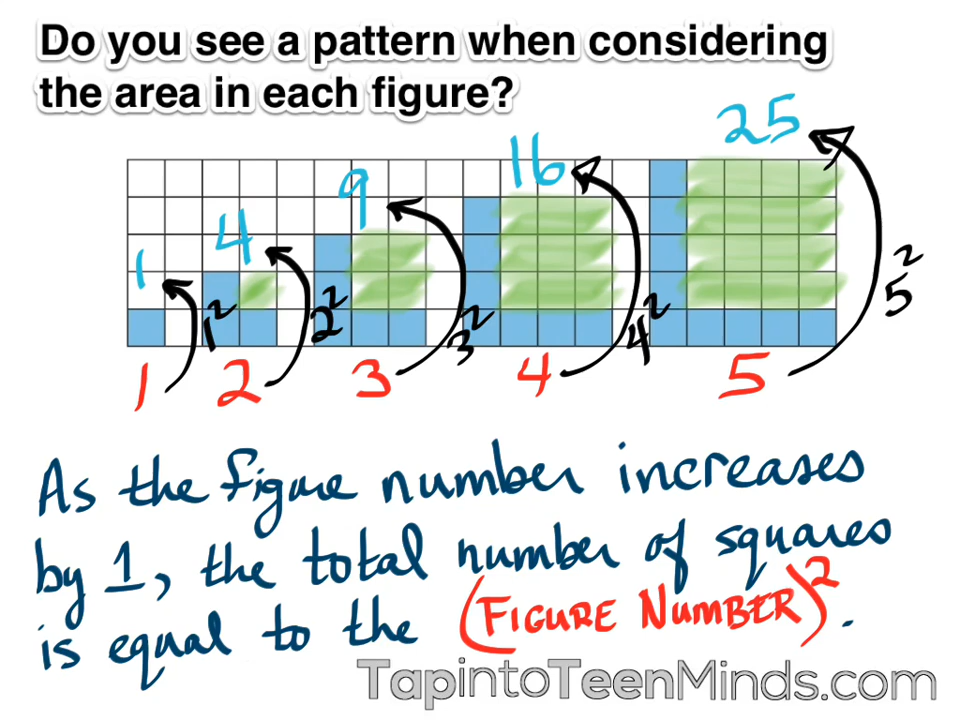 Do you see a pattern when considering
the area in each figure?
25
16
9
4
1
5²
1² 2² 3² 4²
1 2 3 4 5
As the figure number increases
by 1, the total number of squares
is equal to the (FIGURE NUMBER)².
TapintoTeenMinds.com